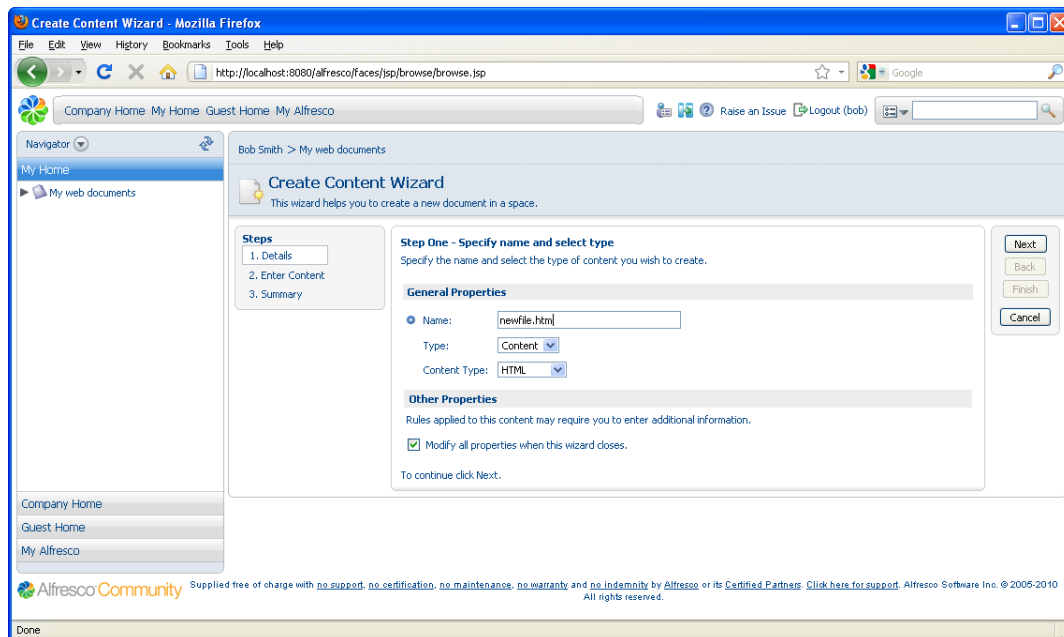 Create Content Wizard - Mozilla Firefox
File Edit View History Bookmarks Tools Help
http://localhost:8080/alfresco/faces/jsp/browse/browse.jsp
Google
Company Home My Home Guest Home My Alfresco
Raise an Issue Logout (bob)
Navigator
Bob Smith > My web documents
My Home
My web documents
Create Content Wizard
This wizard helps you to create a new document in a space.
Steps
1. Details
2. Enter Content
3. Summary
Step One - Specify name and select type
Specify the name and select the type of content you wish to create.
General Properties
Name: newfile.htm
Type: Content
Content Type: HTML
Other Properties
Rules applied to this content may require you to enter additional information.
Modify all properties when this wizard closes.
To continue click Next.
Next
Back
Finish
Cancel
Company Home
Guest Home
My Alfresco
Alfresco Community
Supplied free of charge with no support, no certification, no maintenance, no warranty and no indemnity by Alfresco or its Certified Partners. Click here for support. Alfresco Software Inc. © 2005-2010
All rights reserved.
Done